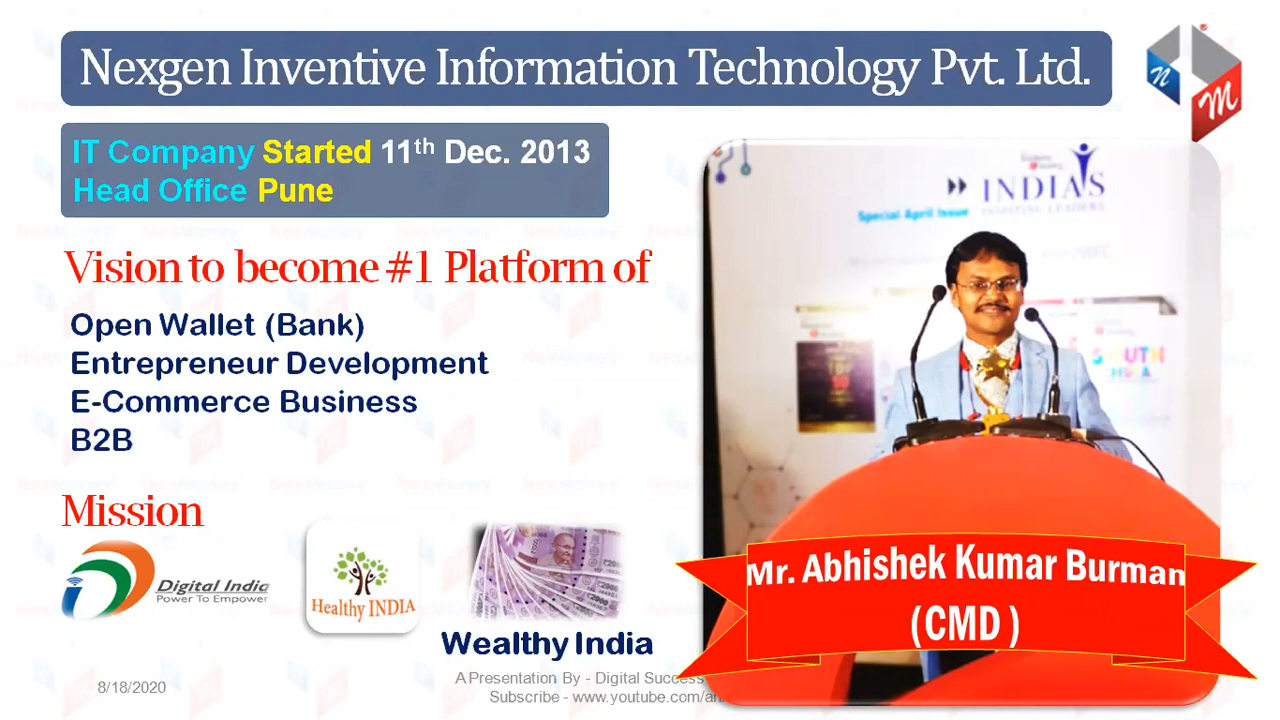 Nexgen Inventive Information Technology Pvt. Ltd.
n
M
IT Company Started 11th Dec. 2013
Head Office Pune
Vision to become #1 Platform of
Open Wallet (Bank)
Entrepreneur Development
E-Commerce Business
B2B
INDIA'S
INSPIRING LEADERS
Special April Issue
TOP
Mission
Digital India
Power To Empower
Healthy INDIA
Wealthy India
Mr. Abhishek Kumar Burman
(CMD )
8/18/2020
A Presentation By - Digital Success
Subscribe - www.youtube.com/